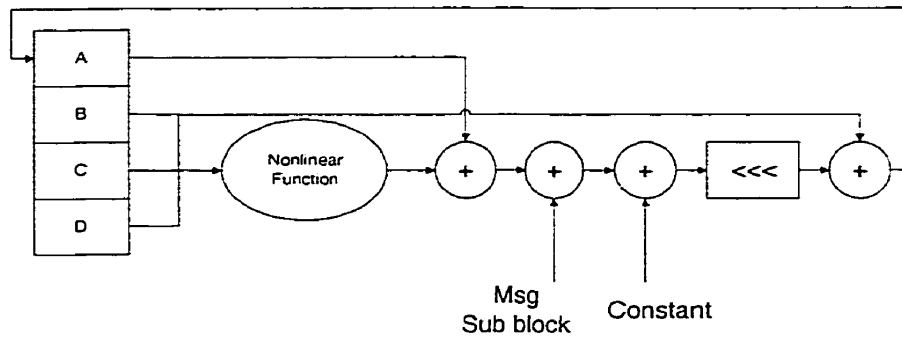 A
B
C
D
Nonlinear
Function
+
+
+
<<<
+
Msg
Sub block
Constant